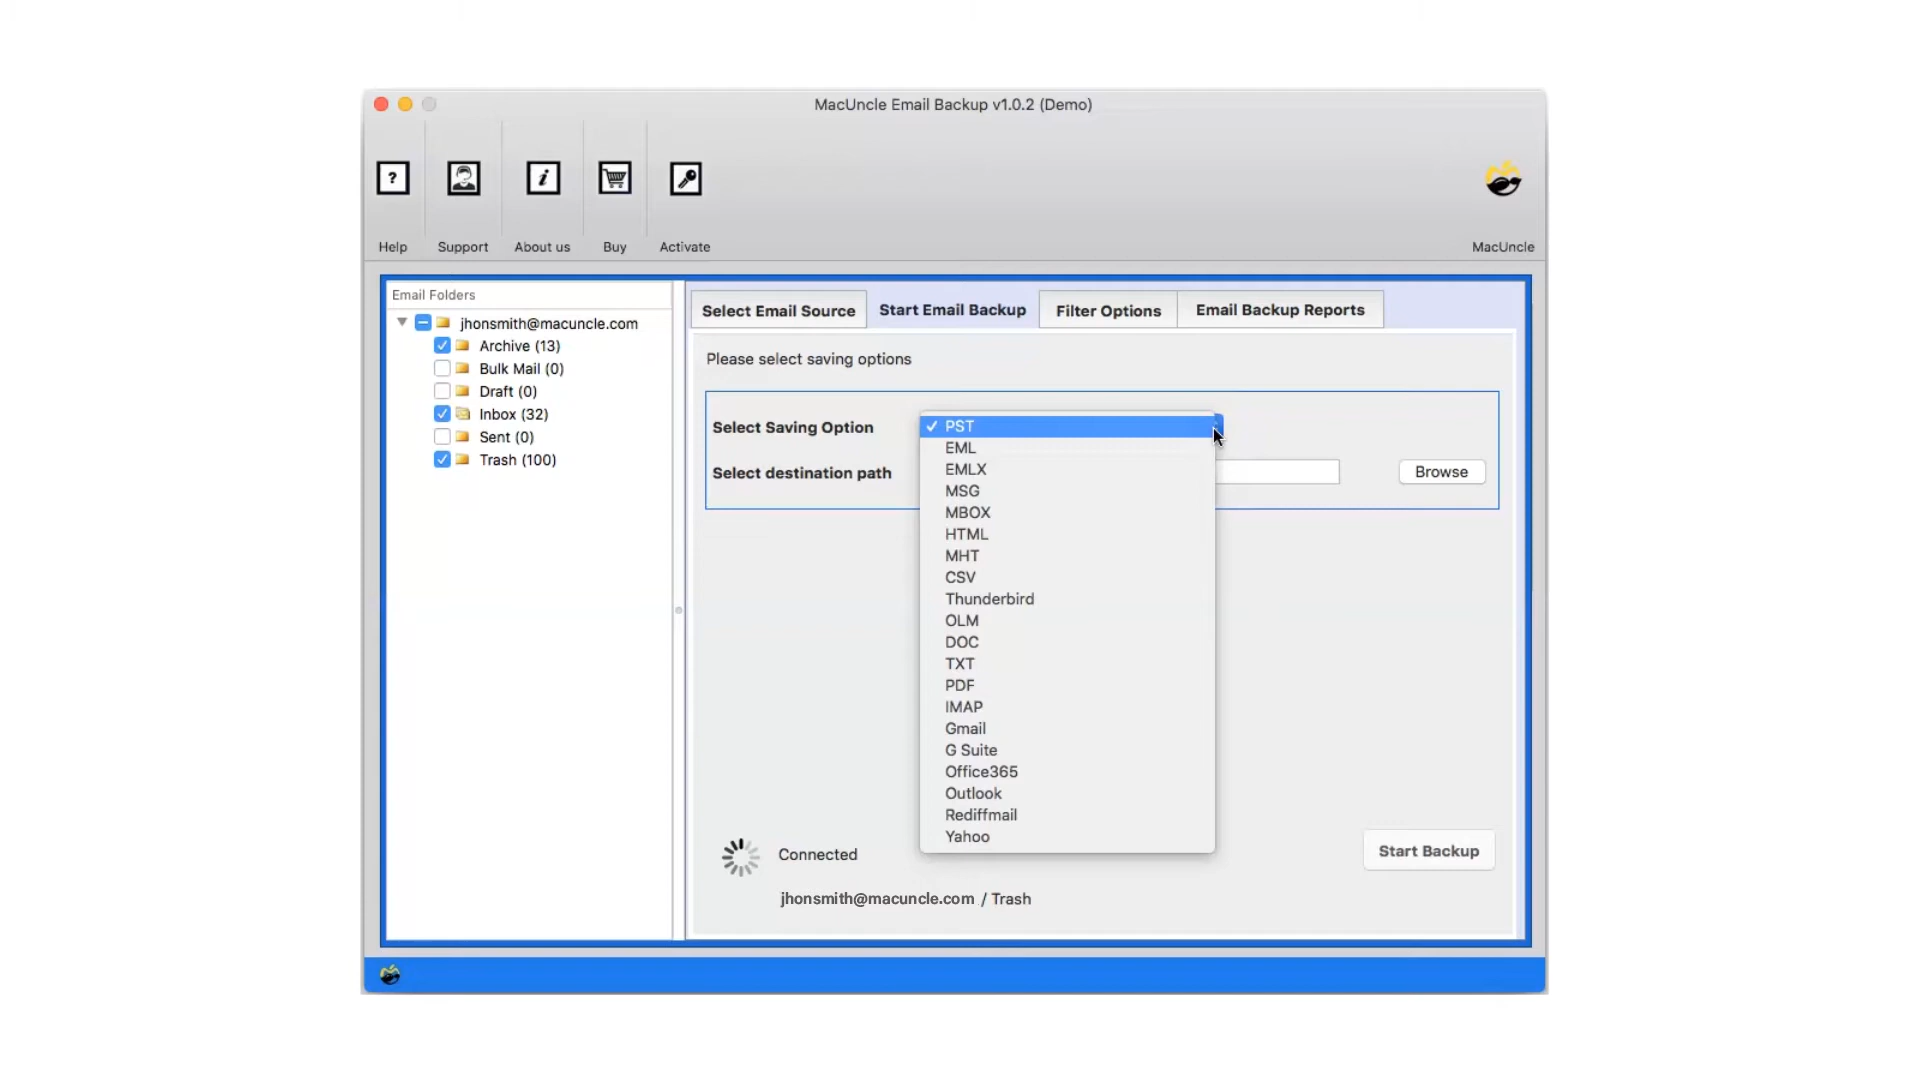 MacUncle Email Backup v1.0.2 (Demo)
?
i
Help
Support
About us
Buy
Activate
MacUncle
Email Folders
jhonsmith@macuncle.com
Archive (13)
Bulk Mail (0)
Draft (0)
Inbox (32)
Sent (0)
Trash (100)
Select Email Source
Start Email Backup
Filter Options
Email Backup Reports
Please select saving options
Select Saving Option
Select destination path
Browse
PST
EML
EMLX
MSG
MBOX
HTML
MHT
CSV
Thunderbird
OLM
DOC
TXT
PDF
IMAP
Gmail
G Suite
Office365
Outlook
Rediffmail
Yahoo
Connected
Start Backup
jhonsmith@macuncle.com / Trash